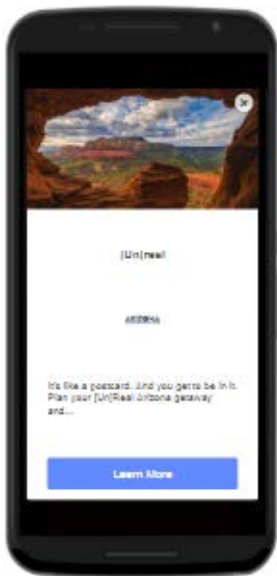 [Un]real
ARIZONA
It's like a postcard. And you get to be in it.
Plan your [Un]Real Arizona getaway
and...
Learn More